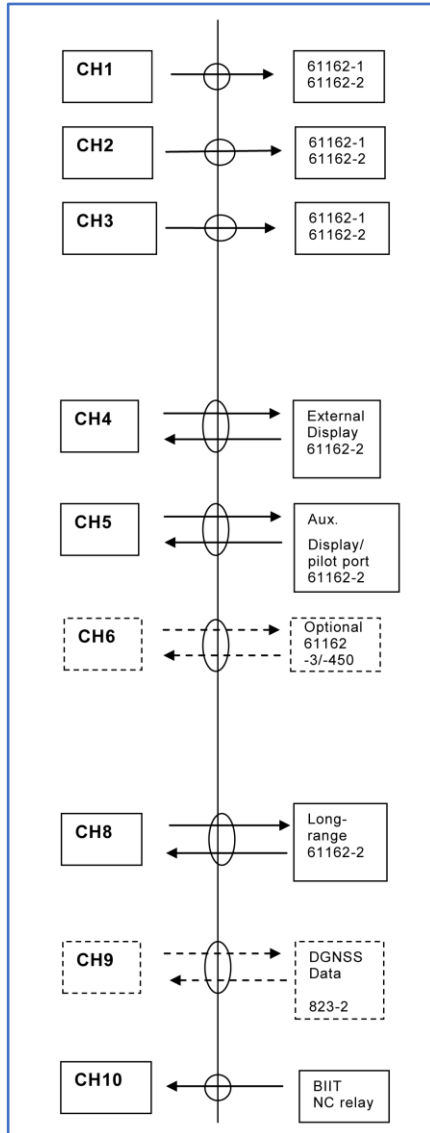 CH1
61162-1
61162-2
CH2
61162-1
61162-2
CH3
61162-1
61162-2
CH4
External
Display
61162-2
CH5
Aux.
Display/
pilot port
61162-2
CH6
Optional
61162
-3/-450
CH8
Long-
range
61162-2
CH9
DGNSS
Data
823-2
CH10
BIIT
NC relay